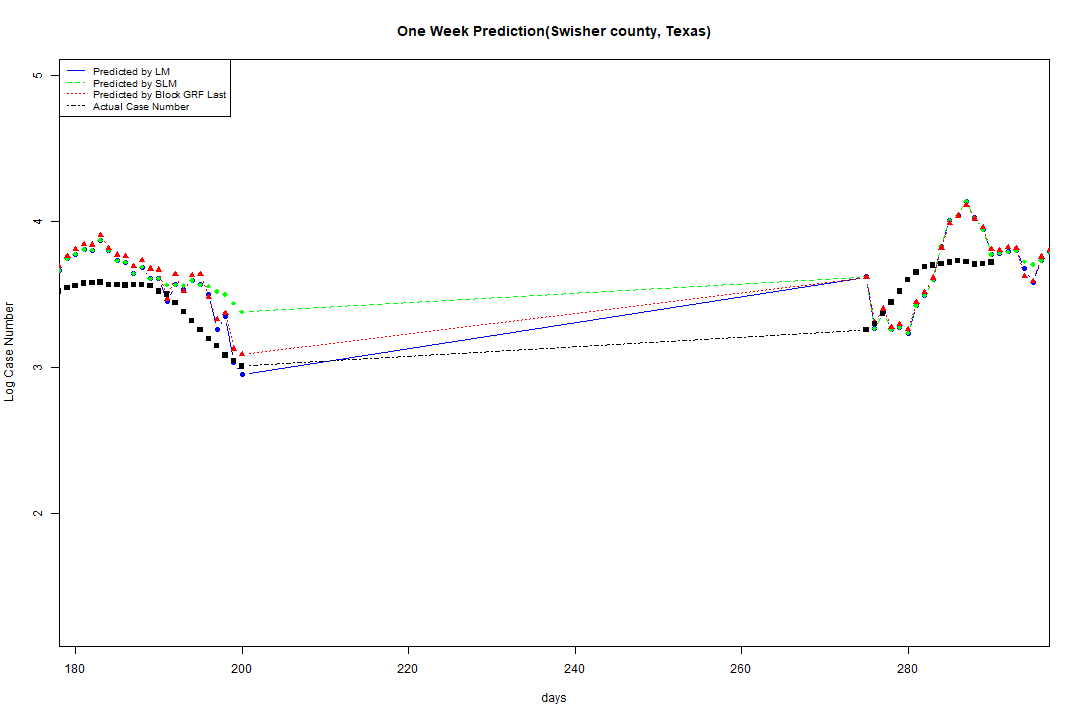 One Week Prediction(Swisher county, Texas)
Predicted by LM
Predicted by SLM
Predicted by Block GRF Last
Actual Case Number
5
4
3
2
Log Case Number
180 200 220 240 260 280
days